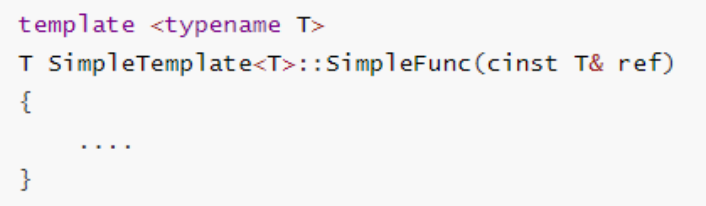 template <typename T>
T SimpleTemplate<T>::SimpleFunc(cinst T& ref)
{
....
}